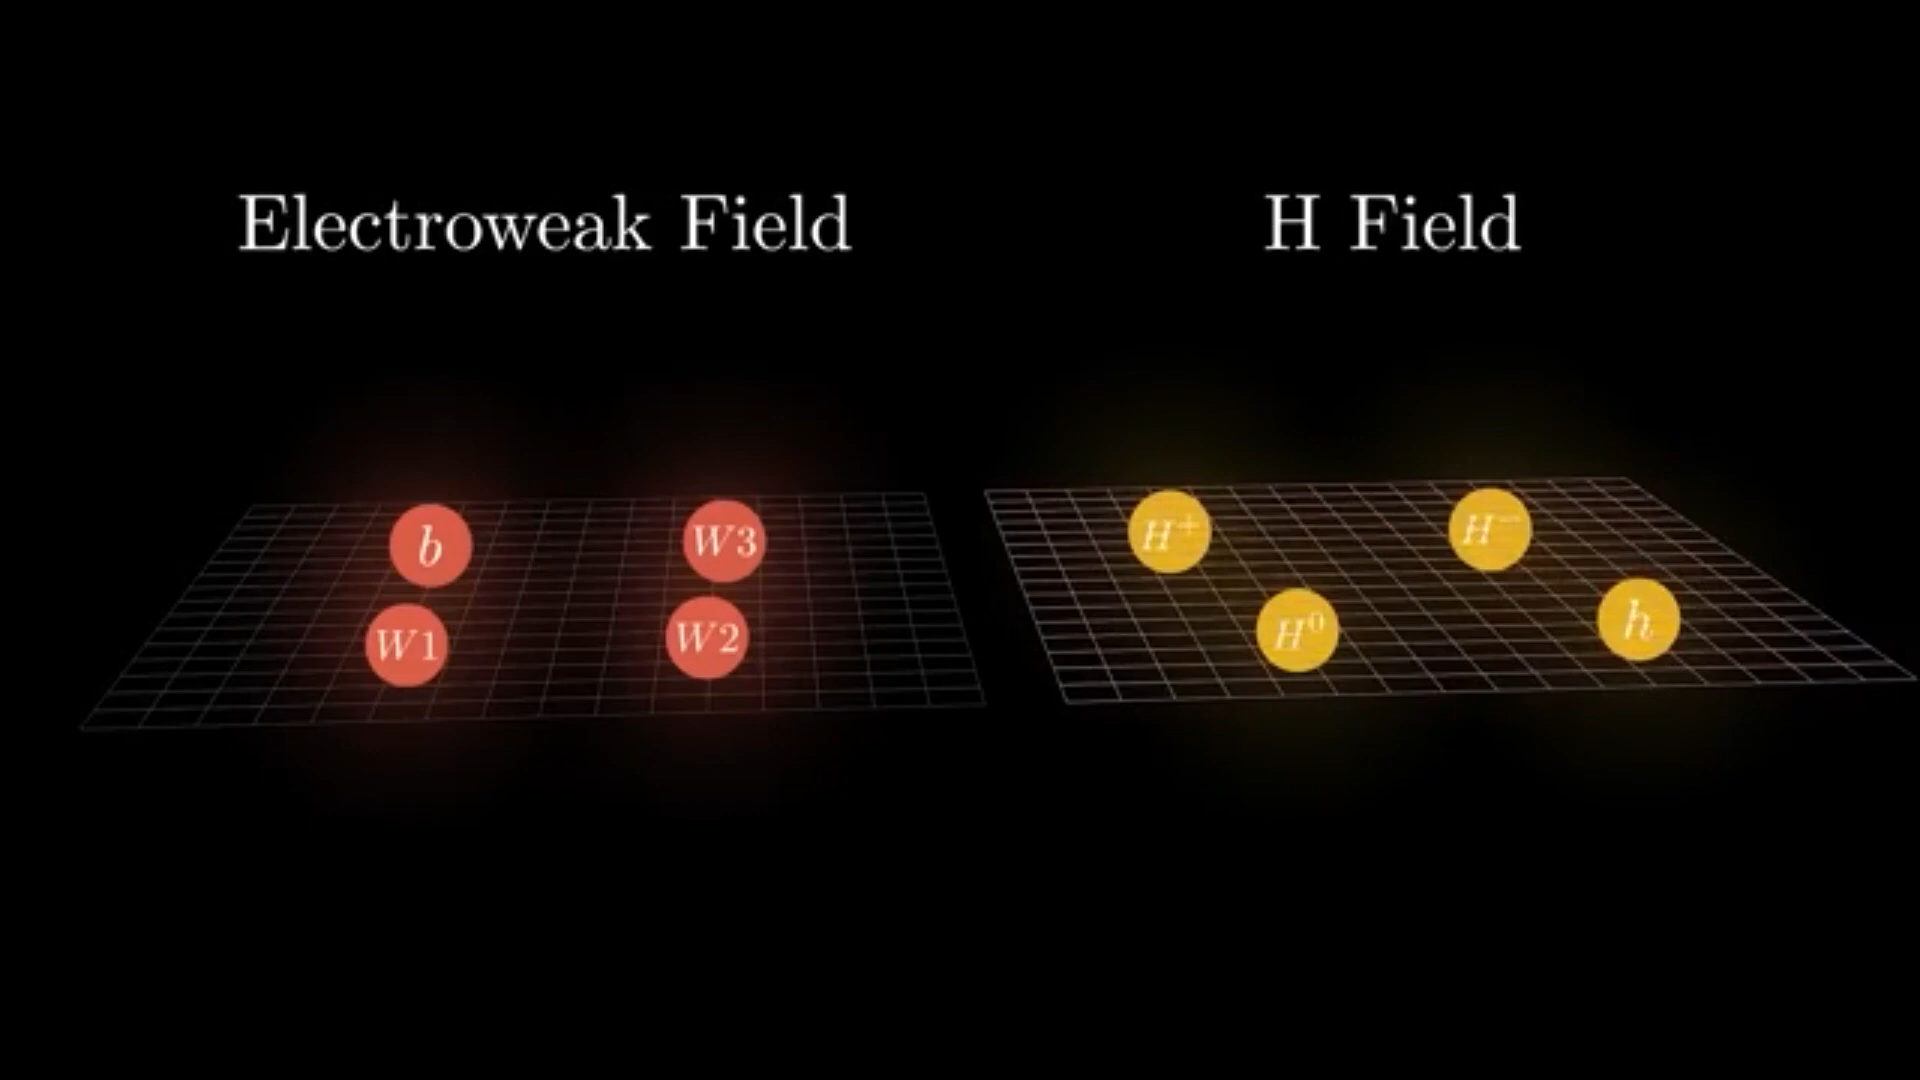 Electroweak Field
H Field
b
W3
W1
W2
H⁺
H⁻
H⁰
h